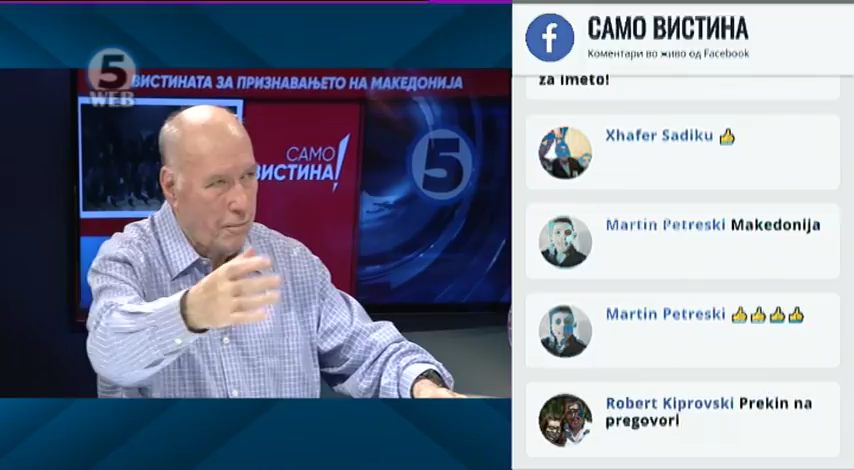 5
WEB
ВИСТИНАТА ЗА ПРИЗНАВАЊЕТО НА МАКЕДОНИЈА
САМО
ВИСТИНА!
5
САМО ВИСТИНА
Коментари во живо од Facebook
za Imeto!
Xhafer Sadiku 👍
Martin Petreski Makedonija
Martin Petreski 👍👍👍👍
Robert Kiprovski Prekin na
pregovori